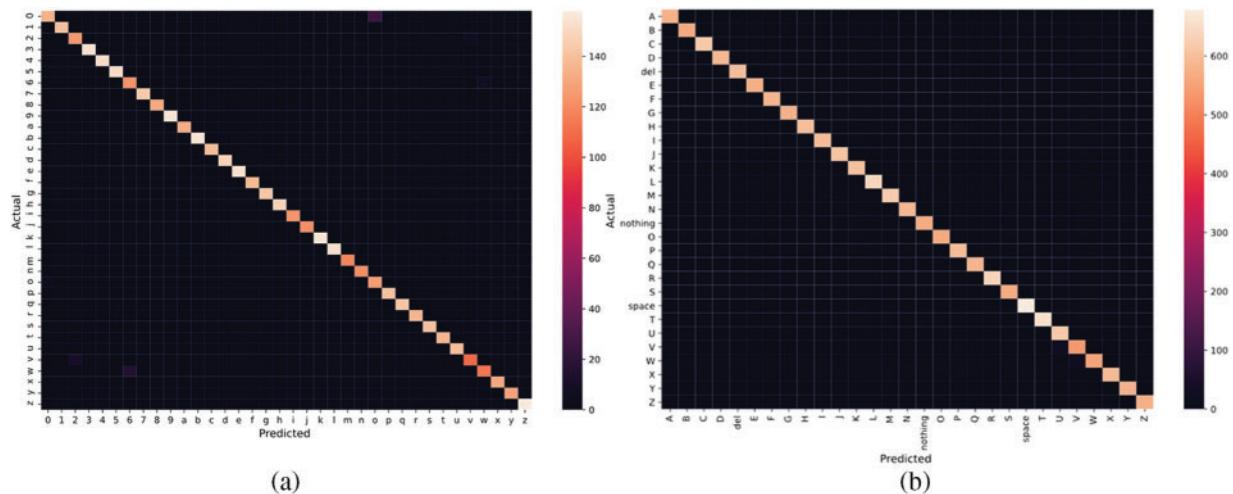 Actual
0 1 2 3 4 5 6 7 8 9 a b c d e f g h i j k l m n o p q r s t u v w x y z
0 1 2 3 4 5 6 7 8 9 a b c d e f g h i j k l m n o p q r s t u v w x y z
Predicted
140
120
100
80
60
40
20
0
(a)
Actual
A
B
C
D
del
E
F
G
H
I
J
K
L
M
N
nothing
O
P
Q
R
S
space
T
U
V
W
X
Y
Z
A B C D del E F G H I J K L M N nothing O P Q R S space T U V W X Y Z
Predicted
600
500
400
300
200
100
0
(b)